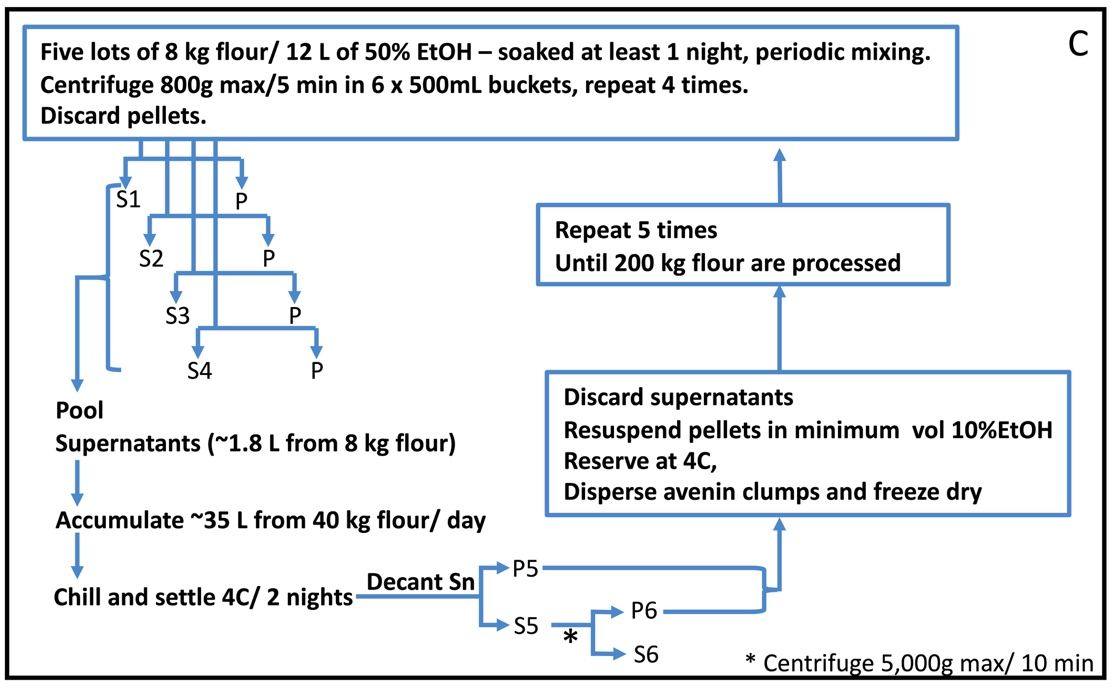 C
Five lots of 8 kg flour/ 12 L of 50% EtOH – soaked at least 1 night, periodic mixing.
Centrifuge 800g max/5 min in 6 x 500mL buckets, repeat 4 times.
Discard pellets.
S1
P
S2
P
S3
P
S4
P
Pool
Supernatants (~1.8 L from 8 kg flour)
Accumulate ~35 L from 40 kg flour/ day
Chill and settle 4C/ 2 nights
Decant Sn
P5
S5
*
P6
S6
Discard supernatants
Resuspend pellets in minimum vol 10%EtOH
Reserve at 4C,
Disperse avenin clumps and freeze dry
Repeat 5 times
Until 200 kg flour are processed
* Centrifuge 5,000g max/ 10 min